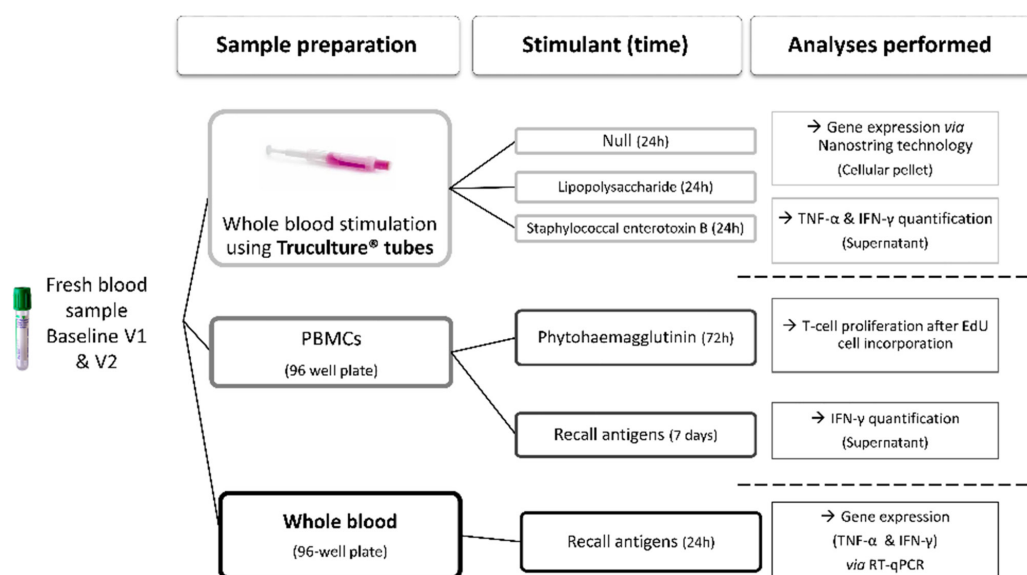 Sample preparation
Stimulant (time)
Analyses performed
Fresh blood
sample
Baseline V1
& V2
Whole blood stimulation
using Truculture® tubes
Null (24h)
Lipopolysaccharide (24h)
Staphylococcal enterotoxin B (24h)
→ Gene expression via
Nanostring technology
(Cellular pellet)
→ TNF-α & IFN-γ quantification
(Supernatant)
PBMCs
(96 well plate)
Phytohaemagglutinin (72h)
→ T-cell proliferation after EdU
cell incorporation
Recall antigens (7 days)
→ IFN-γ quantification
(Supernatant)
Whole blood
(96-well plate)
Recall antigens (24h)
→ Gene expression
(TNF-α & IFN-γ)
via RT-qPCR